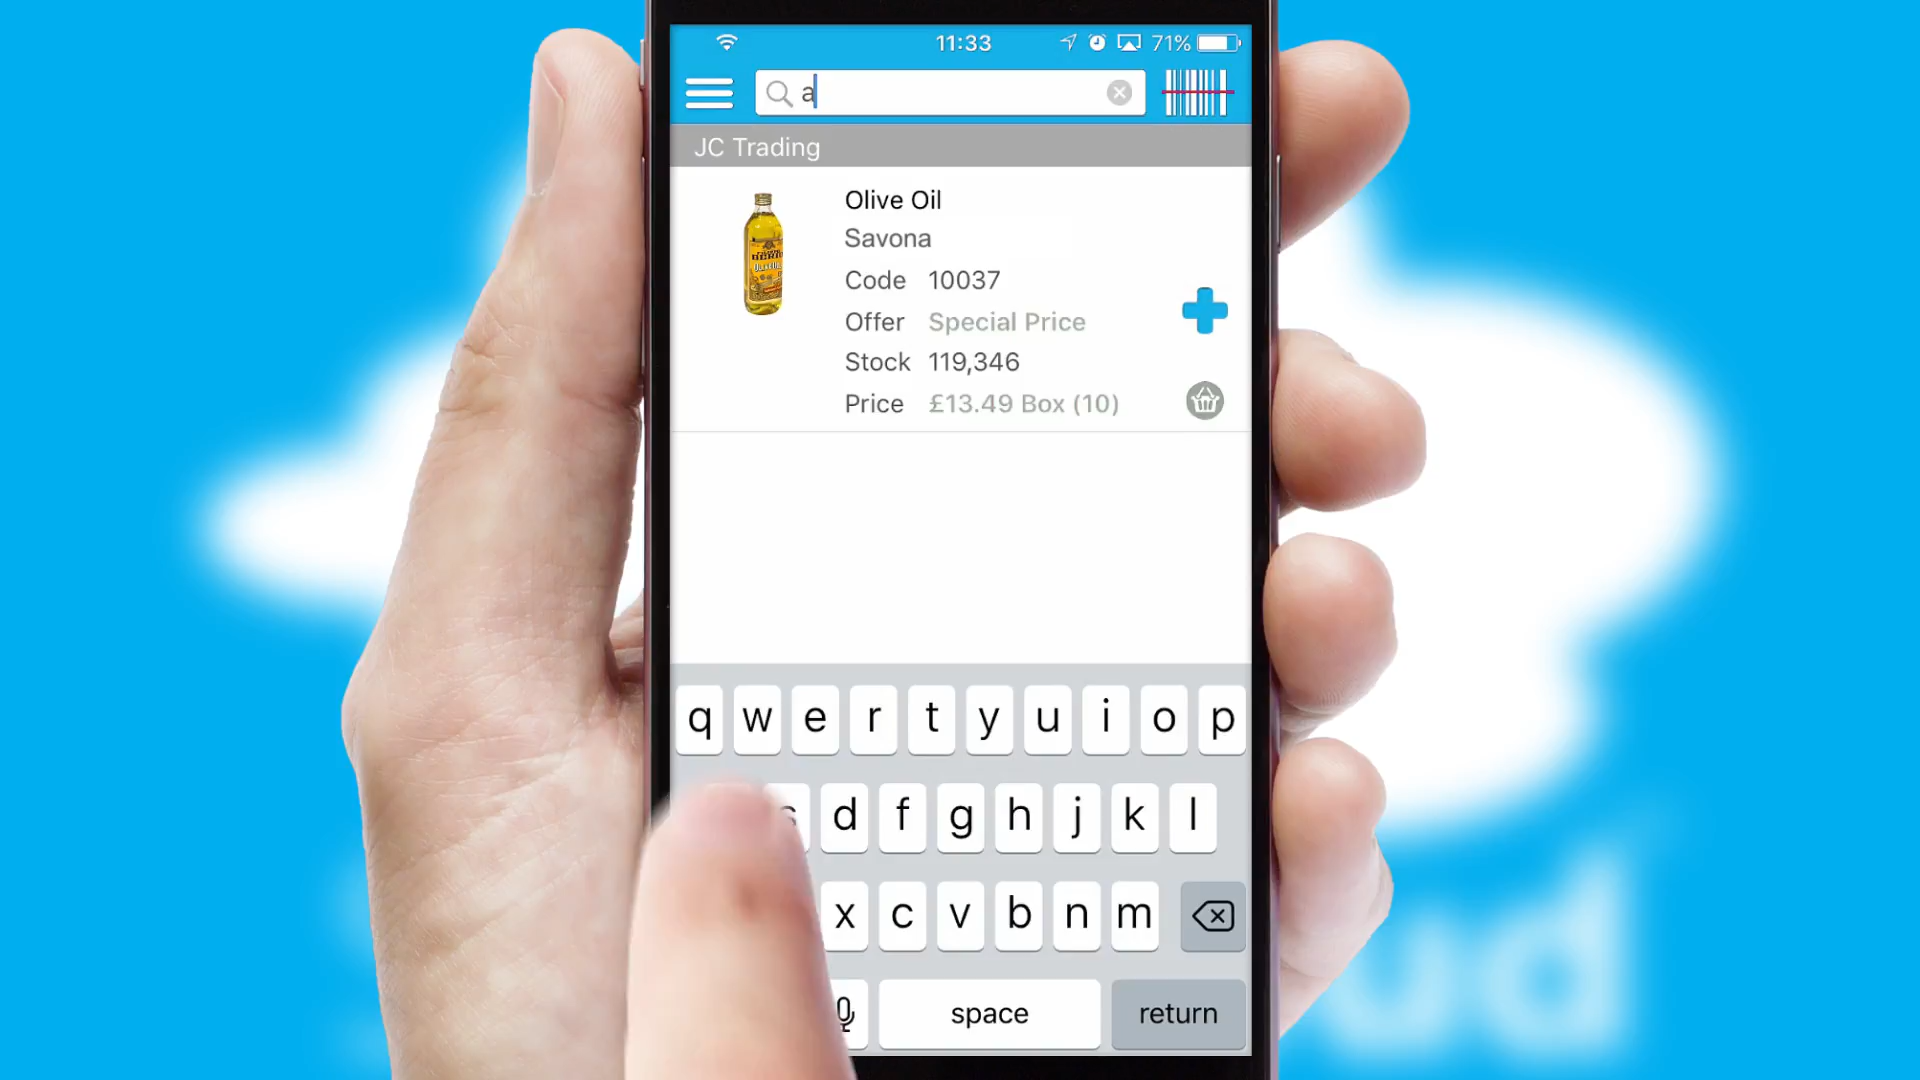 11:33 71%
a
JC Trading
Olive Oil
Savona
Code 10037
Offer Special Price
Stock 119,346
Price £13.49 Box (10)
q w e r t y u i o p
s d f g h j k l
x c v b n m
space return